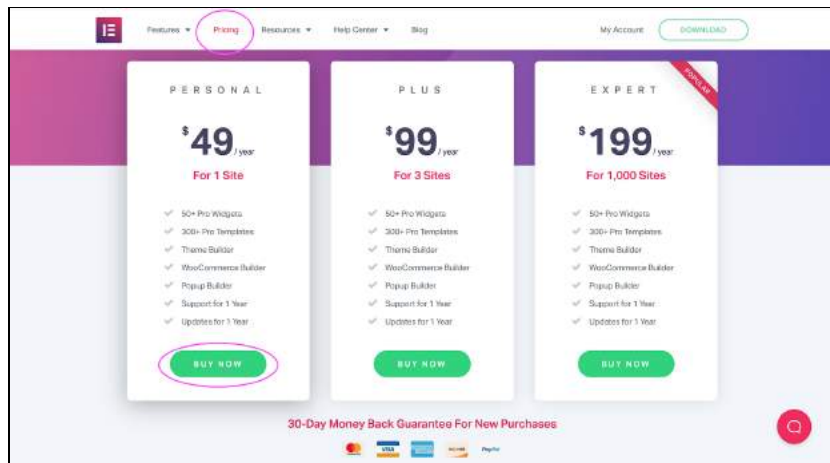 Features Pricing Resources Help Center Blog My Account DOWNLOAD
PERSONAL
$49/year
For 1 Site
50+ Pro Widgets
300+ Pro Templates
Theme Builder
WooCommerce Builder
Popup Builder
Support for 1 Year
Updates for 1 Year
BUY NOW
PLUS
$99/year
For 3 Sites
50+ Pro Widgets
300+ Pro Templates
Theme Builder
WooCommerce Builder
Popup Builder
Support for 1 Year
Updates for 1 Year
BUY NOW
POPULAR
EXPERT
$199/year
For 1,000 Sites
50+ Pro Widgets
300+ Pro Templates
Theme Builder
WooCommerce Builder
Popup Builder
Support for 1 Year
Updates for 1 Year
BUY NOW
30-Day Money Back Guarantee For New Purchases
VISA PayPal